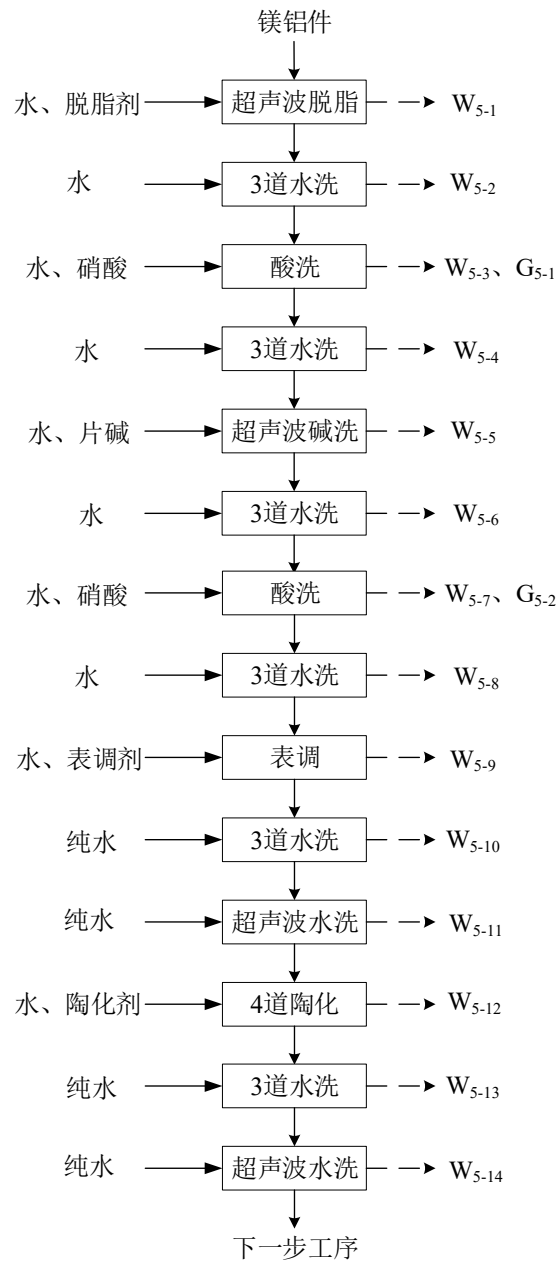 镁铝件
水、脱脂剂 超声波脱脂 W5-1
水 3道水洗 W5-2
水、硝酸 酸洗 W5-3、G5-1
水 3道水洗 W5-4
水、片碱 超声波碱洗 W5-5
水 3道水洗 W5-6
水、硝酸 酸洗 W5-7、G5-2
水 3道水洗 W5-8
水、表调剂 表调 W5-9
纯水 3道水洗 W5-10
纯水 超声波水洗 W5-11
水、陶化剂 4道陶化 W5-12
纯水 3道水洗 W5-13
纯水 超声波水洗 W5-14
下一步工序